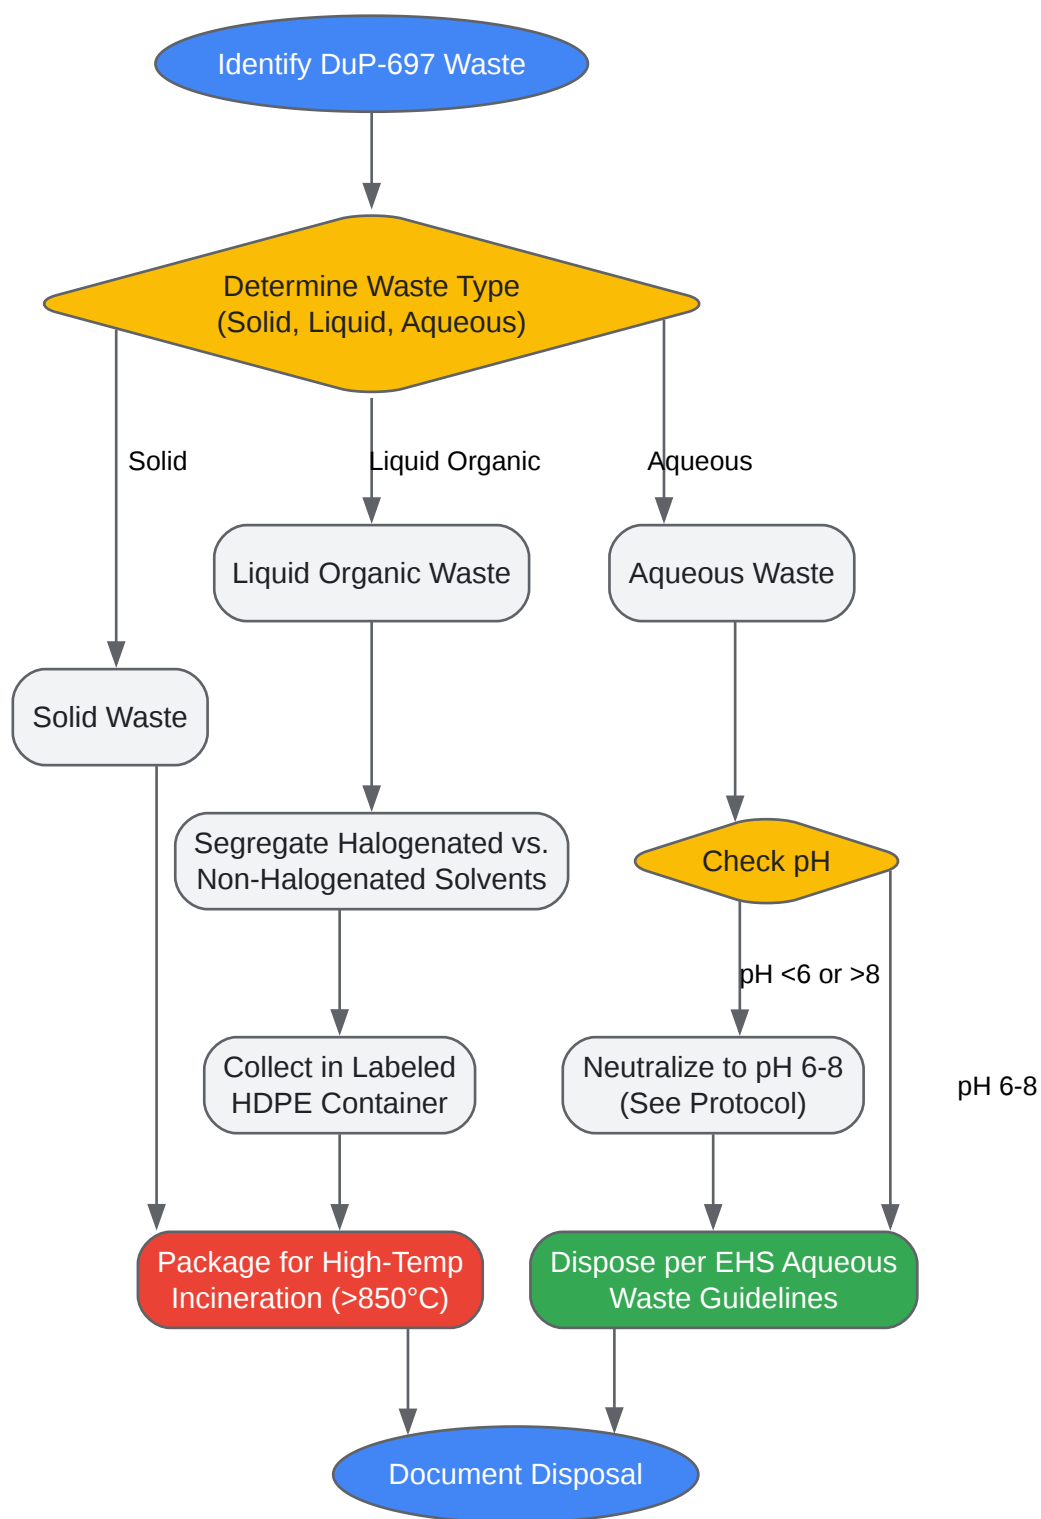 Identify DuP-697 Waste
Determine Waste Type
(Solid, Liquid, Aqueous)
Solid
Liquid Organic
Aqueous
Liquid Organic Waste
Aqueous Waste
Solid Waste
Segregate Halogenated vs.
Non-Halogenated Solvents
Check pH
pH <6 or >8
Collect in Labeled
HDPE Container
Neutralize to pH 6-8
(See Protocol)
pH 6-8
Package for High-Temp
Incineration (>850°C)
Dispose per EHS Aqueous
Waste Guidelines
Document Disposal